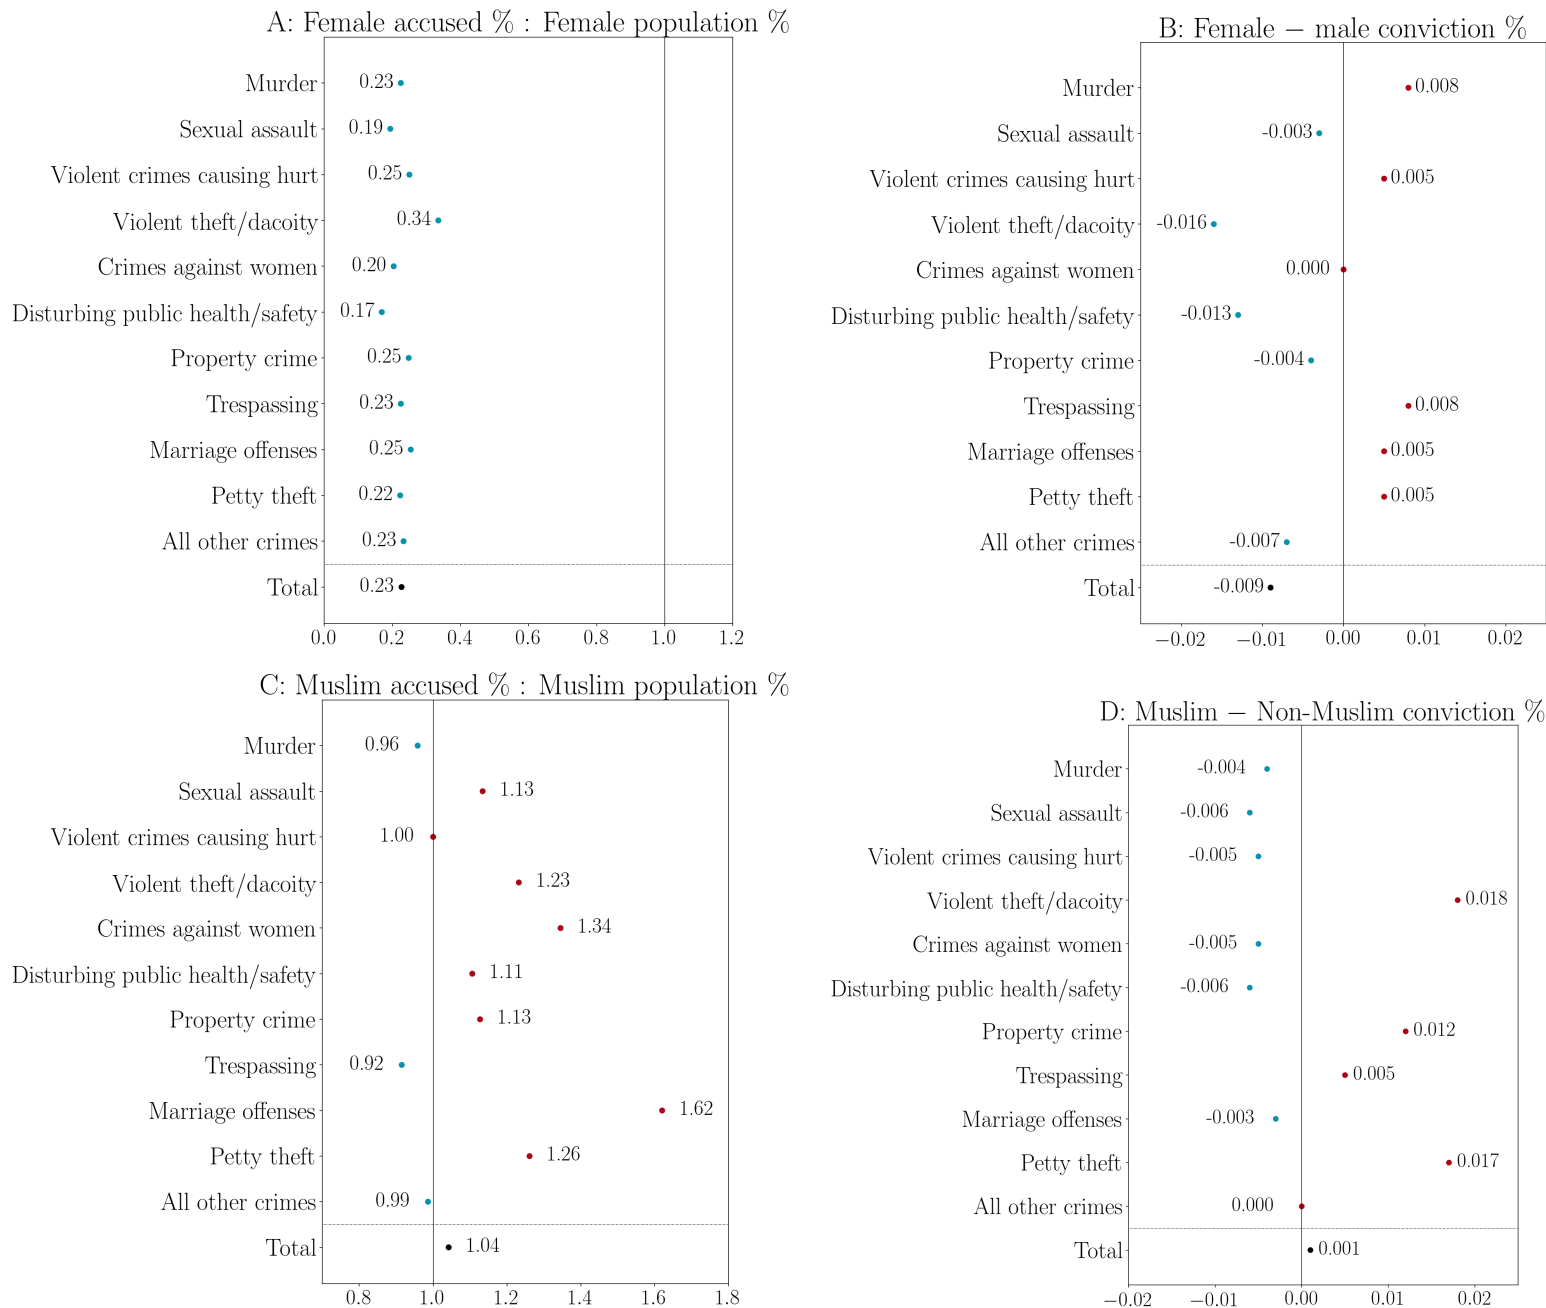 A: Female accused % : Female population %
Murder 0.23
Sexual assault 0.19
Violent crimes causing hurt 0.25
Violent theft/dacoity 0.34
Crimes against women 0.20
Disturbing public health/safety 0.17
Property crime 0.25
Trespassing 0.23
Marriage offenses 0.25
Petty theft 0.22
All other crimes 0.23
Total 0.23
0.0 0.2 0.4 0.6 0.8 1.0 1.2
B: Female − male conviction %
Murder 0.008
Sexual assault -0.003
Violent crimes causing hurt 0.005
Violent theft/dacoity -0.016
Crimes against women 0.000
Disturbing public health/safety -0.013
Property crime -0.004
Trespassing 0.008
Marriage offenses 0.005
Petty theft 0.005
All other crimes -0.007
Total -0.009
−0.02 −0.01 0.00 0.01 0.02
C: Muslim accused % : Muslim population %
Murder 0.96
Sexual assault 1.13
Violent crimes causing hurt 1.00
Violent theft/dacoity 1.23
Crimes against women 1.34
Disturbing public health/safety 1.11
Property crime 1.13
Trespassing 0.92
Marriage offenses 1.62
Petty theft 1.26
All other crimes 0.99
Total 1.04
0.8 1.0 1.2 1.4 1.6 1.8
D: Muslim − Non-Muslim conviction %
Murder -0.004
Sexual assault -0.006
Violent crimes causing hurt -0.005
Violent theft/dacoity 0.018
Crimes against women -0.005
Disturbing public health/safety -0.006
Property crime 0.012
Trespassing 0.005
Marriage offenses -0.003
Petty theft 0.017
All other crimes 0.000
Total 0.001
−0.02 −0.01 0.00 0.01 0.02